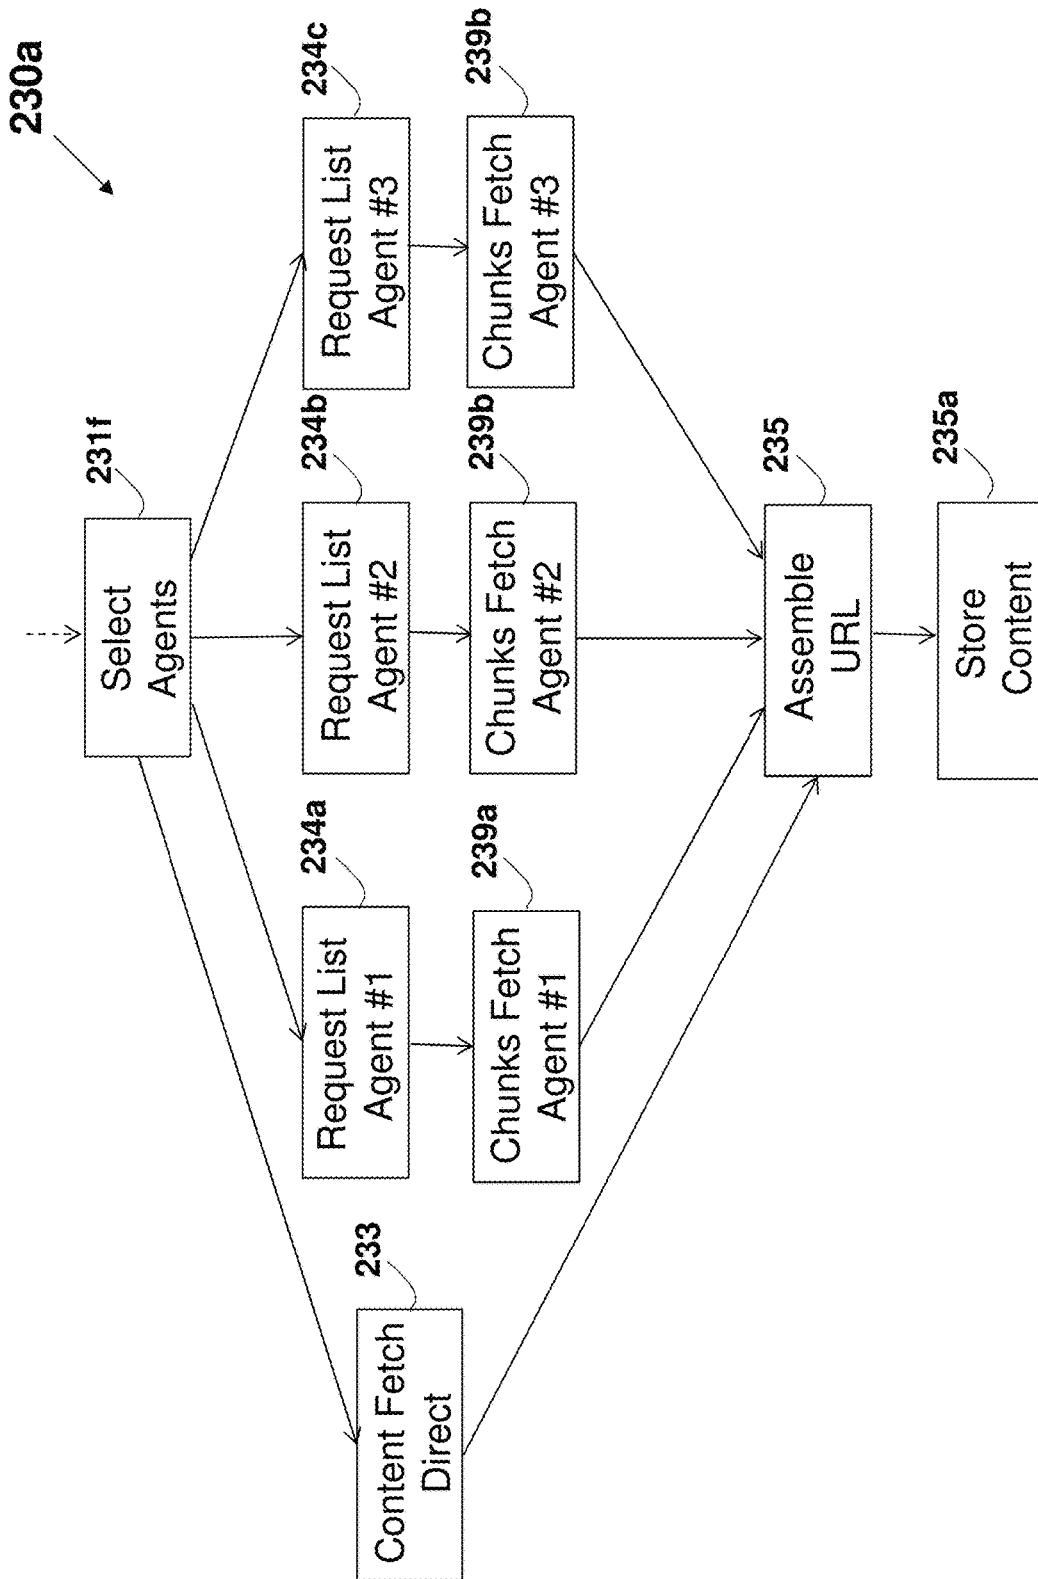 230a
231f
Select
Agents
234a
Request List
Agent #1
234b
Request List
Agent #2
234c
Request List
Agent #3
233
Content Fetch
Direct
239a
Chunks Fetch
Agent #1
239b
Chunks Fetch
Agent #2
239b
Chunks Fetch
Agent #3
235
Assemble
URL
235a
Store
Content